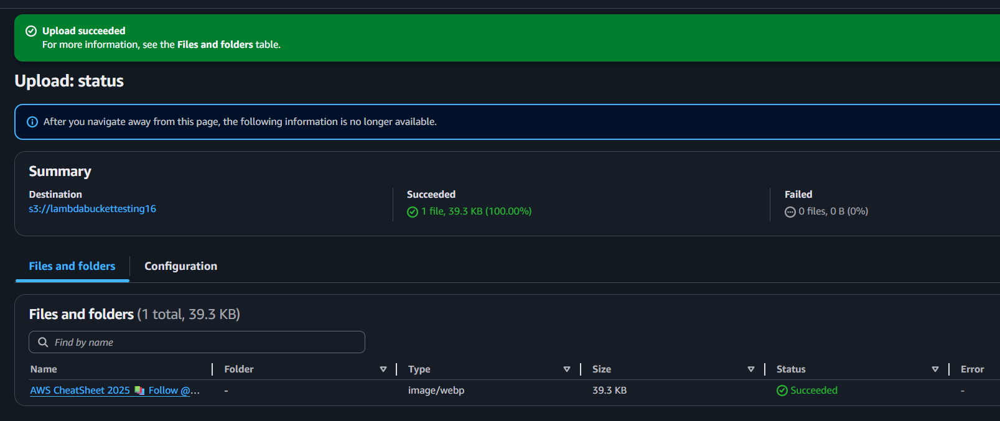 Upload succeeded
For more information, see the Files and folders table.
Upload: status
After you navigate away from this page, the following information is no longer available.
Summary
Destination
s3://lambdabuckettesting16
Succeeded
1 file, 39.3 KB (100.00%)
Failed
0 files, 0 B (0%)
Files and folders
Configuration
Files and folders (1 total, 39.3 KB)
Find by name
Name Folder Type Size Status Error
AWS CheatSheet 2025 📚 Follow @... - image/webp 39.3 KB Succeeded -